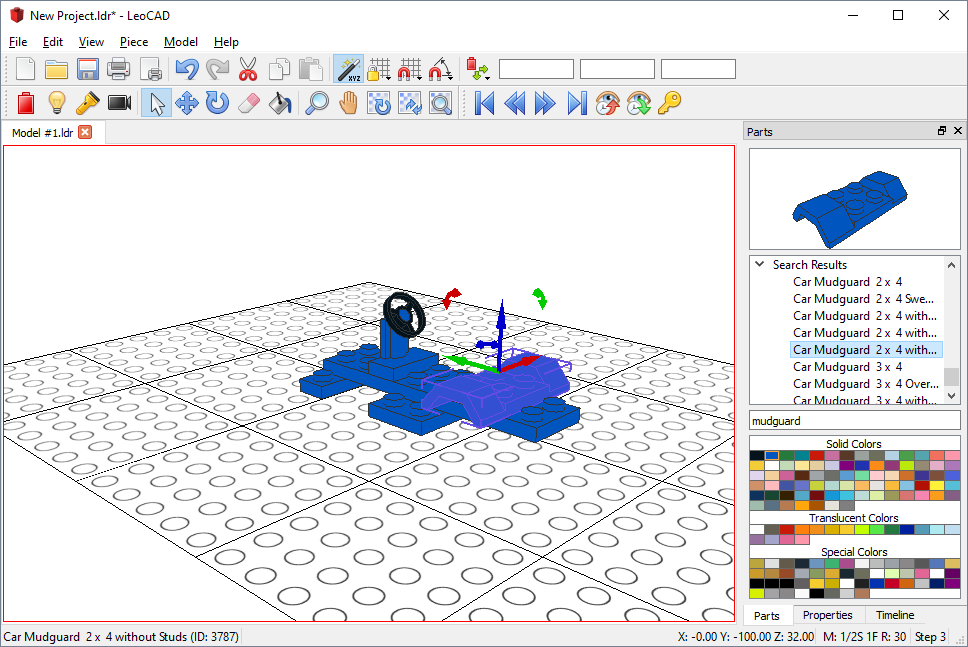 New Project.ldr* - LeoCAD
File Edit View Piece Model Help
XYZ
Model #1.ldr
Parts
Search Results
Car Mudguard 2 x 4
Car Mudguard 2 x 4 Swe...
Car Mudguard 2 x 4 with...
Car Mudguard 2 x 4 with...
Car Mudguard 2 x 4 with...
Car Mudguard 3 x 4
Car Mudguard 3 x 4 Over...
Car Mudguard 3 x 4 with...
mudguard
Solid Colors
Translucent Colors
Special Colors
Parts Properties Timeline
Car Mudguard 2 x 4 without Studs (ID: 3787)
X: -0.00 Y: -100.00 Z: 32.00 M: 1/2S 1F R: 30 Step 3